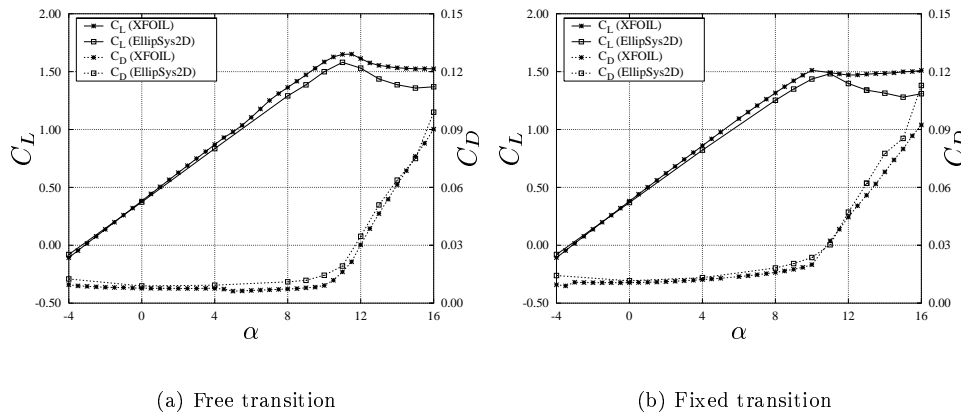 2.00
1.50
1.00
0.50
0.00
-0.50
C_L
C_L (XFOIL)
C_L (EllipSys2D)
C_D (XFOIL)
C_D (EllipSys2D)
0.15
0.12
0.09
0.06
0.03
0.00
C_D
-4 0 4 8 12 16
α
(a) Free transition
2.00
1.50
1.00
0.50
0.00
-0.50
C_L
C_L (XFOIL)
C_L (EllipSys2D)
C_D (XFOIL)
C_D (EllipSys2D)
0.15
0.12
0.09
0.06
0.03
0.00
C_D
-4 0 4 8 12 16
α
(b) Fixed transition